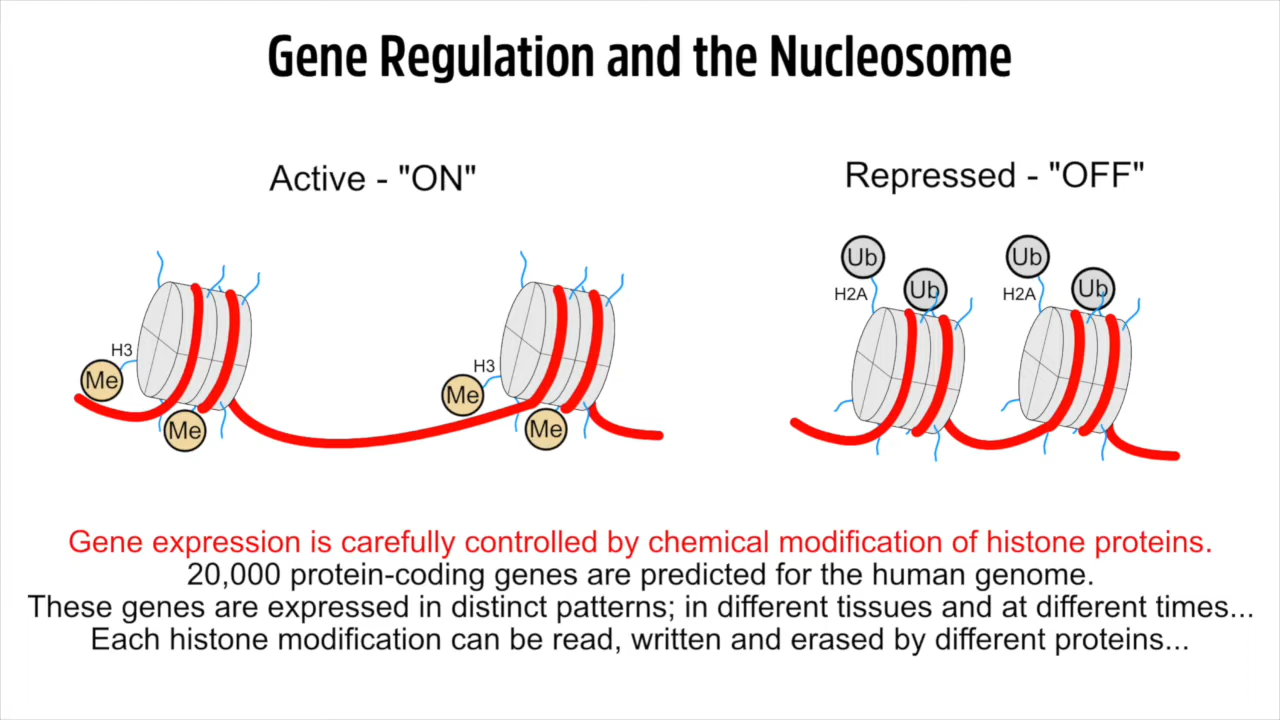 Gene Regulation and the Nucleosome
Active - "ON"
Repressed - "OFF"
H3
Me
Me
H3
Me
Me
Ub
H2A
Ub
Ub
H2A
Ub
Gene expression is carefully controlled by chemical modification of histone proteins.
20,000 protein-coding genes are predicted for the human genome.
These genes are expressed in distinct patterns; in different tissues and at different times...
Each histone modification can be read, written and erased by different proteins...